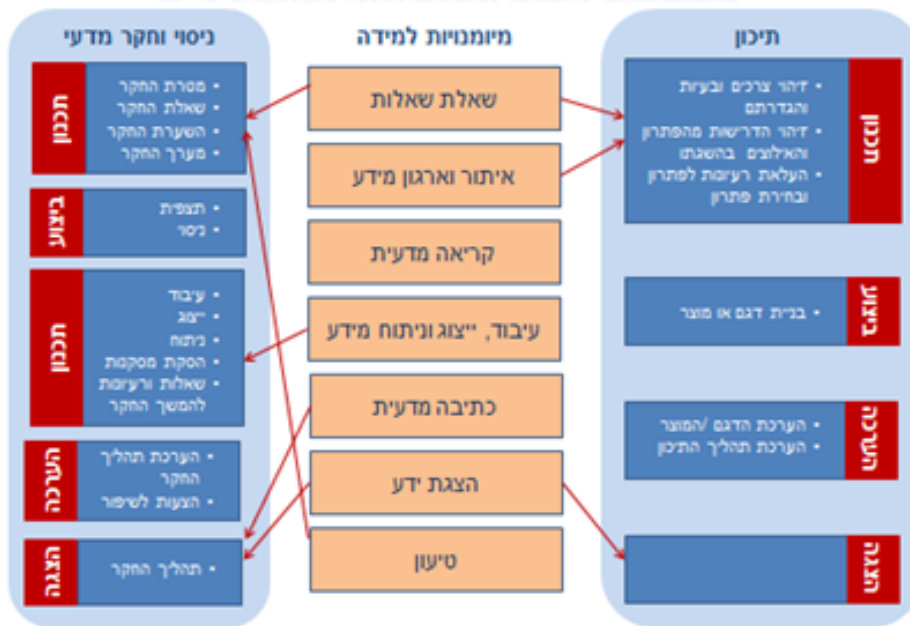 תיכון
מיומנויות למידה
ניסוי וחקר מדעי
תכנון
זיהוי צרכים ובעיות
והגדרתם
זיהוי הדרישות מהפתרון
והאילוצים בהשגתו
העלאת רעיונות לפתרון
ובחירת פתרון
ביצוע
בניית דגם או מוצר
הערכה
הערכת הדגם /המוצר
הערכת תהליך התיכון
הצגה
שאלת שאלות
איתור וארגון מידע
קריאה מדעית
עיבוד, ייצוג וניתוח מידע
כתיבה מדעית
הצגת ידע
טיעון
תכנון
מטרת החקר
שאלת החקר
השערת החקר
מערך החקר
ביצוע
תצפית
ניסוי
תכנון
עיבוד
ייצוג
ניתוח
הסקת מסקנות
שאלות ורעיונות
להמשך החקר
הערכה
הערכת תהליך
החקר
הצעות לשיפור
הצגה
תהליך החקר